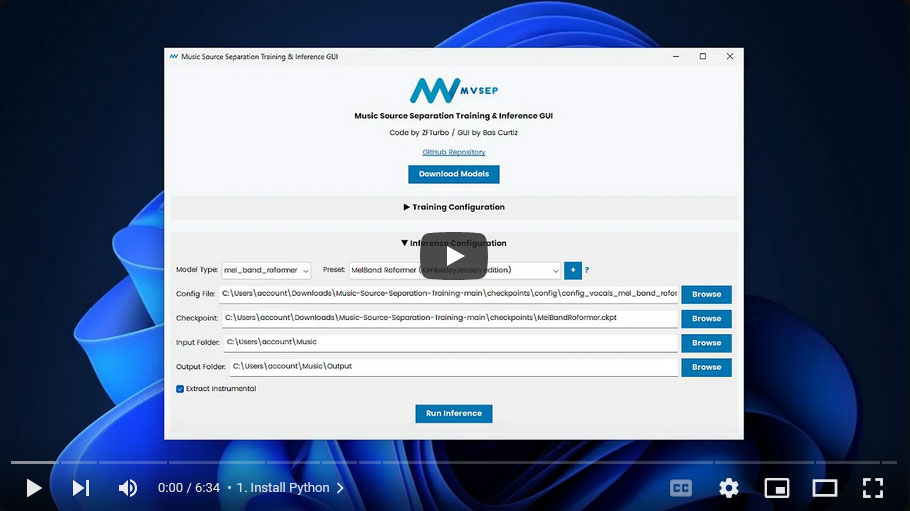 Music Source Separation Training & Inference GUI
MVSEP
Music Source Separation Training & Inference GUI
Code by ZFTurbo / GUI by Bas Curtiz
GitHub Repository
Download Models
▶ Training Configuration
▼ Inference Configuration
Model Type: mel_band_roformer Preset: MelBand Roformer (KimberleyJensen edition) + ?
Config File: C:\Users\account\Downloads\Music-Source-Separation-Training-main\checkpoints\config\config_vocals_mel_band_rofor Browse
Checkpoint: C:\Users\account\Downloads\Music-Source-Separation-Training-main\checkpoints\MelBandRoformer.ckpt Browse
Input Folder: C:\Users\account\Music Browse
Output Folder: C:\Users\account\Music\Output Browse
Extract Instrumental
Run Inference
0:00 / 6:34 • 1. Install Python CC